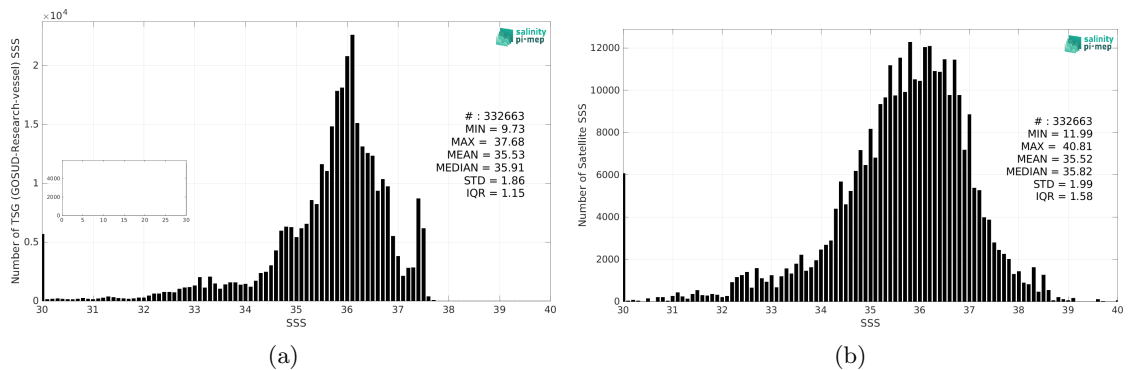 ×10⁴
salinity
pi-mep
Number of TSG (GOSUD-Research-vessel) SSS
2
1.5
1
0.5
0
# : 332663
MIN = 9.73
MAX = 37.68
MEAN = 35.53
MEDIAN = 35.91
STD = 1.86
IQR = 1.15
4000
2000
0
0 5 10 15 20 25 30
30 31 32 33 34 35 36 37 38 39 40
SSS
(a)
salinity
pi-mep
Number of Satellite SSS
12000
10000
8000
6000
4000
2000
0
# : 332663
MIN = 11.99
MAX = 40.81
MEAN = 35.52
MEDIAN = 35.82
STD = 1.99
IQR = 1.58
30 31 32 33 34 35 36 37 38 39 40
SSS
(b)